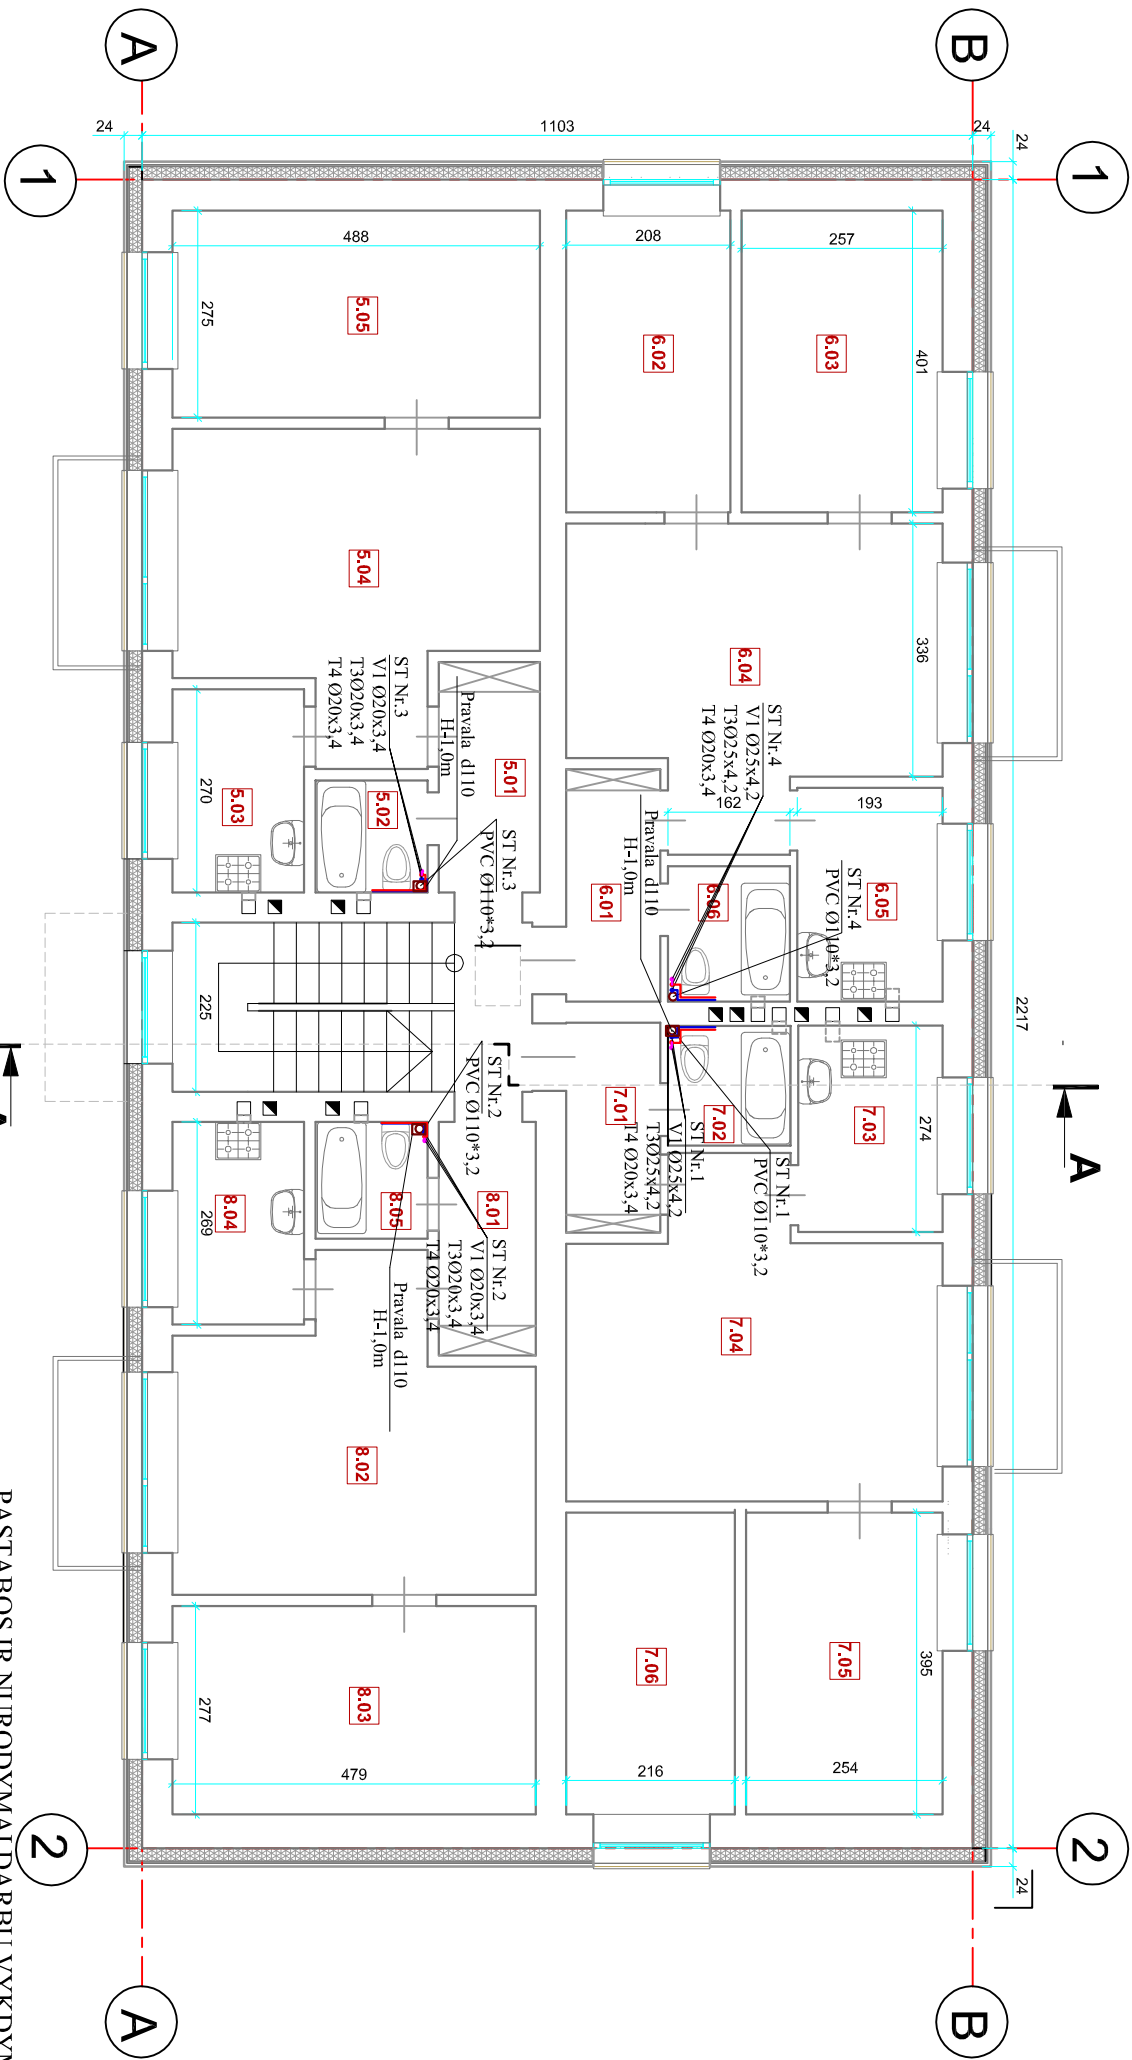 A
B
1
1
24
1103
24
24
488
208
257
275
401
5.05
6.02
6.03
5.04
6.04
336
ST Nr.3
V1 Ø20x3,4
T3Ø20x3,4
T4 Ø20x3,4
Pravala d110
H-1,0m
ST Nr.4
V1 Ø25x4,2
T3Ø25x4,2
T4 Ø20x3,4
5.01
270
5.03
5.02
162
193
Pravala d110
H-1,0m
ST Nr.3
PVC Ø110*3,2
6.01
6.06
6.05
ST Nr.4
PVC Ø110*3,2
225
2217
A
A
ST Nr.2
PVC Ø110*3,2
7.01
7.02
7.03
274
ST Nr.1
V1 Ø25x4,2
T3Ø25x4,2
T4 Ø20x3,4
ST Nr.1
PVC Ø110*3,2
8.04
269
8.05
8.01
ST Nr.2
V1 Ø20x3,4
T3Ø20x3,4
T4 Ø20x3,4
Pravala d110
H-1,0m
7.04
8.02
7.06
7.05
395
8.03
277
479
216
254
2
2
24
A
B
PASTABOS IR NURODYMAI DARBU